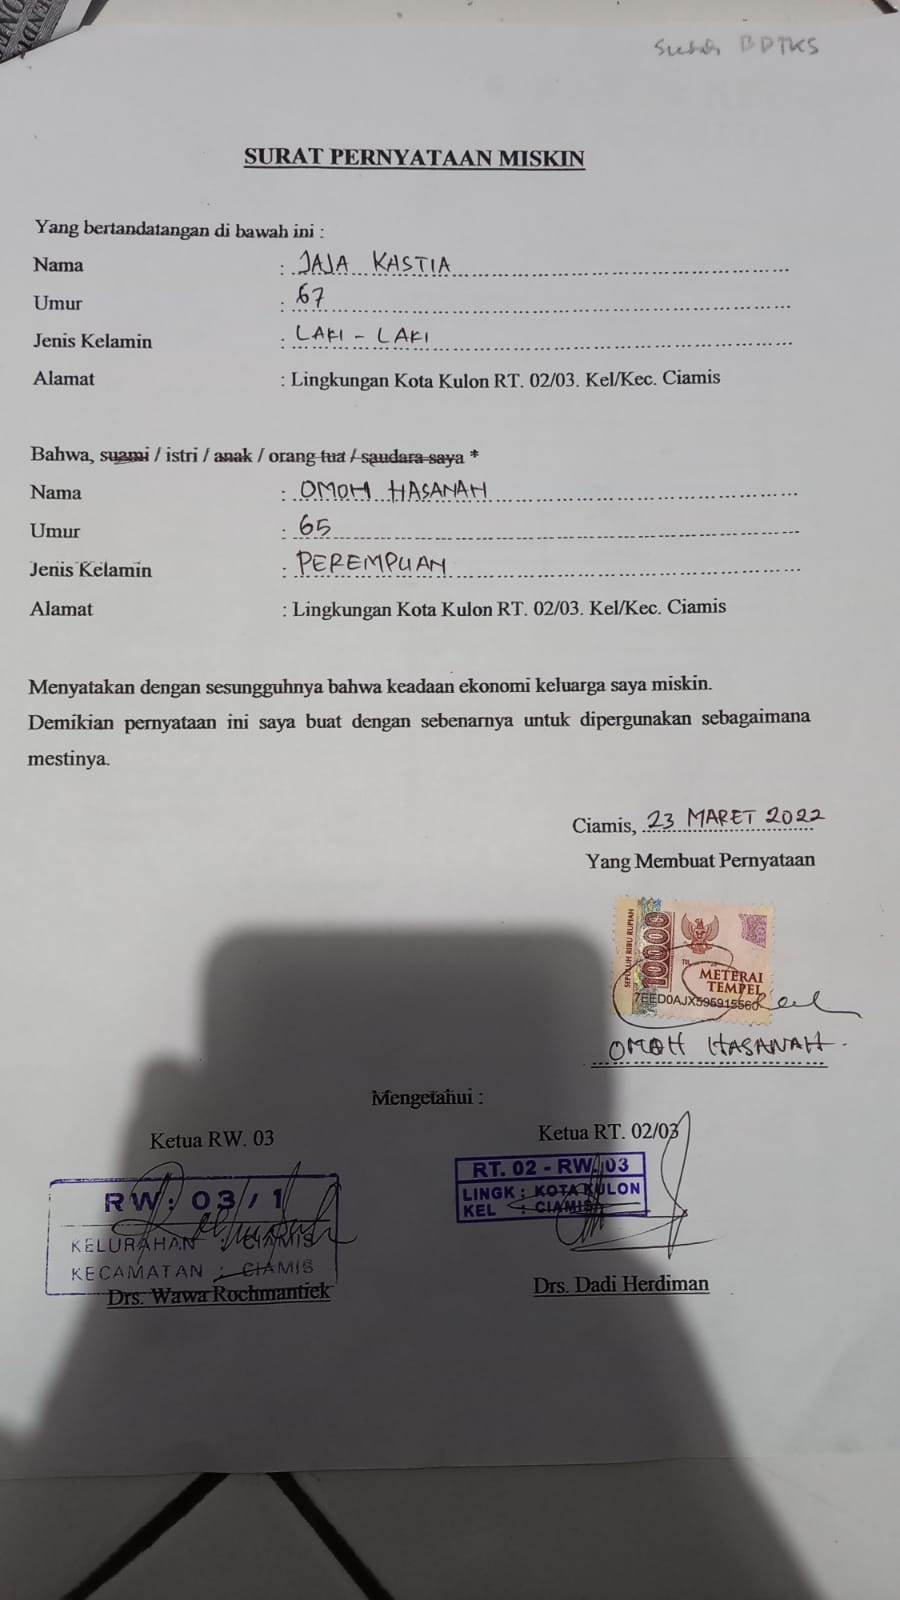 Sudah BDTKS
SURAT PERNYATAAN MISKIN
Yang bertandatangan di bawah ini :
Nama : JAJA KASTIA
Umur : 67
Jenis Kelamin : LAKI - LAKI
Alamat : Lingkungan Kota Kulon RT. 02/03. Kel/Kec. Ciamis
Bahwa, suami / istri / anak / orang tua / saudara saya *
Nama : OMOH HASANAH
Umur : 65
Jenis Kelamin : PEREMPUAN
Alamat : Lingkungan Kota Kulon RT. 02/03. Kel/Kec. Ciamis
Menyatakan dengan sesungguhnya bahwa keadaan ekonomi keluarga saya miskin.
Demikian pernyataan ini saya buat dengan sebenarnya untuk dipergunakan sebagaimana
mestinya.
Ciamis, 23 MARET 2022
Yang Membuat Pernyataan
SEPULUH RIBU RUPIAH
10000
METERAI
TEMPEL
7EED0AJX595915560
OMOH HASANAH.
Mengetahui :
Ketua RW. 03
Ketua RT. 02/03
RW: 03/1
KELURAHAN : CIAMIS
KECAMATAN : CIAMIS
Drs. Wawa Rochmantiek
RT. 02 - RW. 03
LINGK : KOTA KULON
KEL : CIAMIS
Drs. Dadi Herdiman